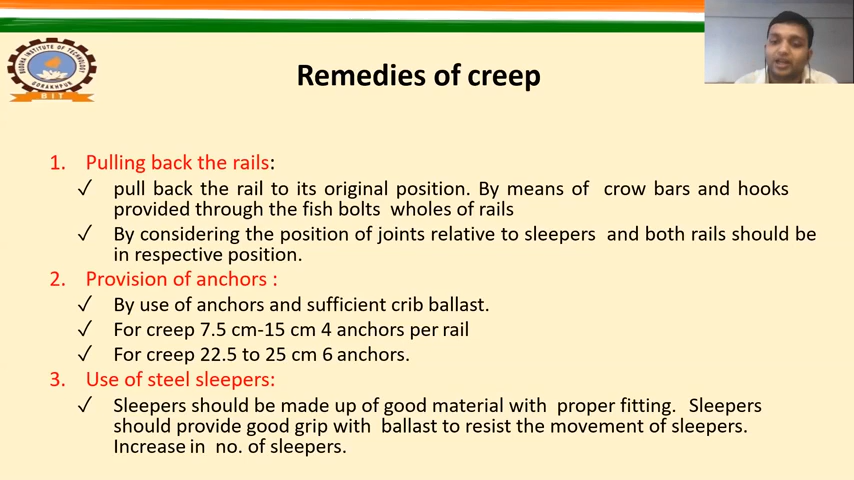 BUDDHA INSTITUTE OF TECHNOLOGY
GORAKHPUR
BIT
Remedies of creep
1. Pulling back the rails:
✓ pull back the rail to its original position. By means of crow bars and hooks
provided through the fish bolts wholes of rails
✓ By considering the position of joints relative to sleepers and both rails should be
in respective position.
2. Provision of anchors :
✓ By use of anchors and sufficient crib ballast.
✓ For creep 7.5 cm-15 cm 4 anchors per rail
✓ For creep 22.5 to 25 cm 6 anchors.
3. Use of steel sleepers:
✓ Sleepers should be made up of good material with proper fitting. Sleepers
should provide good grip with ballast to resist the movement of sleepers.
Increase in no. of sleepers.